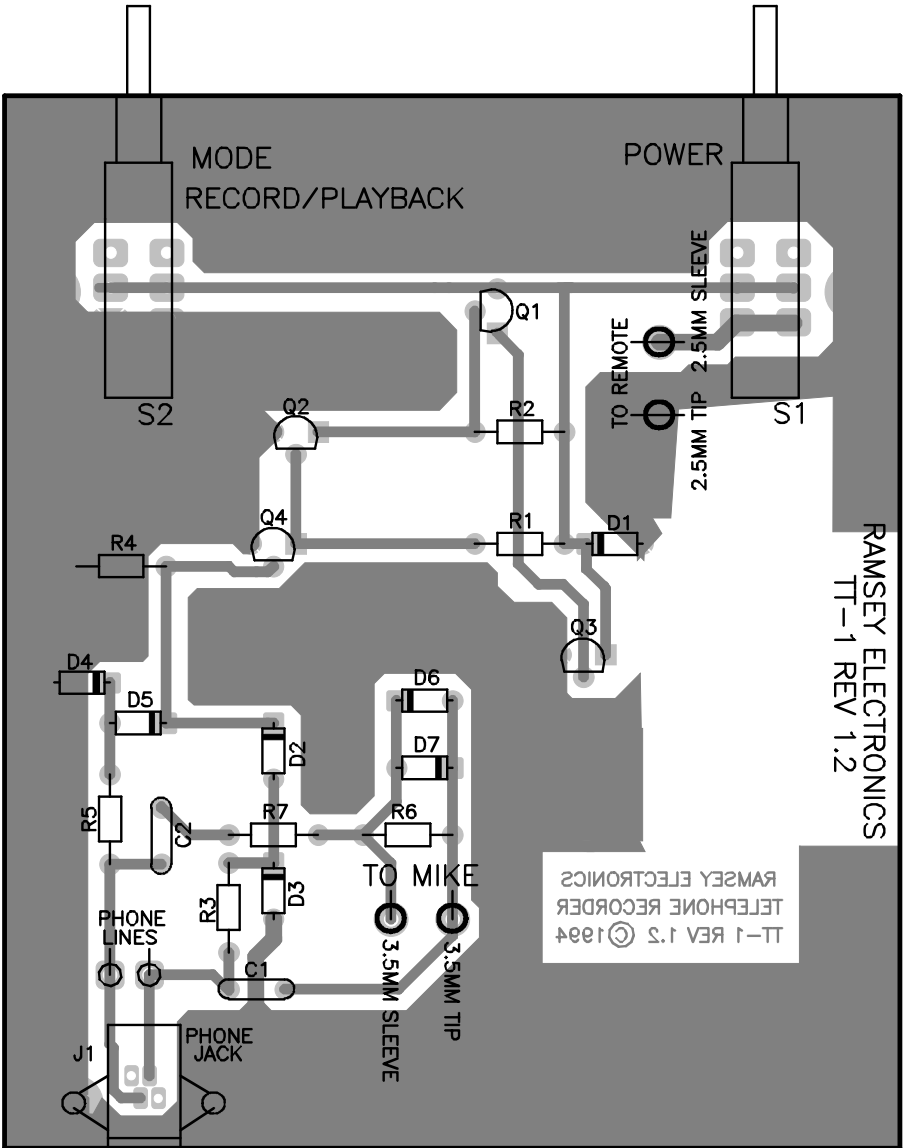 MODE
RECORD/PLAYBACK
POWER
S2
S1
Q1
TO REMOTE
2.5MM SLEEVE
2.5MM TIP
Q2
R2
Q4
R1
D1
R4
Q3
RAMSEY ELECTRONICS
TT-1 REV 1.2
D4
D5
D6
D2
D7
R5
C2
R7
R6
R3
D3
TO MIKE
PHONE
LINES
C1
3.5MM SLEEVE
3.5MM TIP
RAMSEY ELECTRONICS
TELEPHONE RECORDER
TT-1 REV 1.2 ©1994
J1
PHONE
JACK